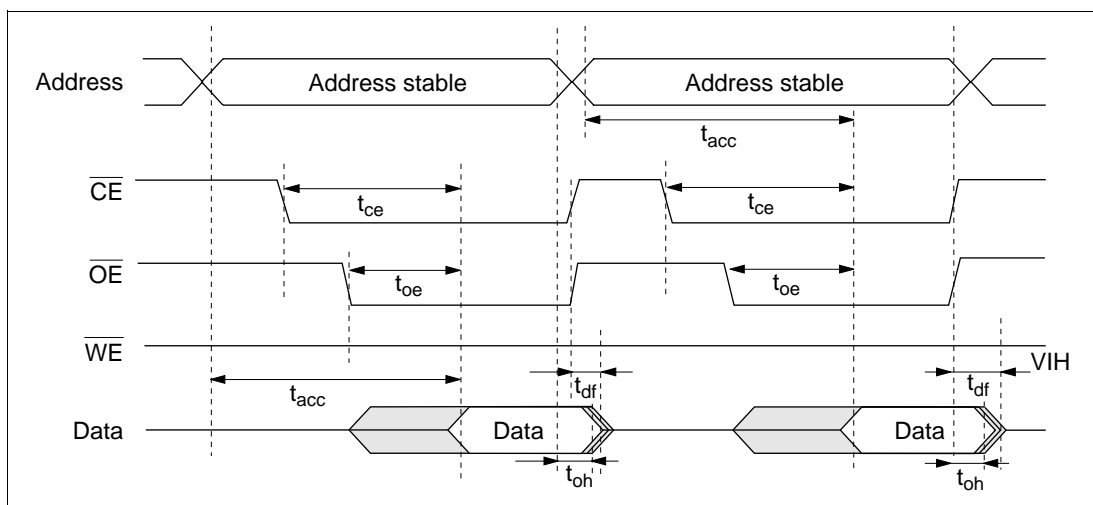 Address
Address stable
Address stable
tacc
CE
tce
tce
OE
toe
toe
WE
VIH
tacc
tdf
tdf
Data
Data
Data
toh
toh